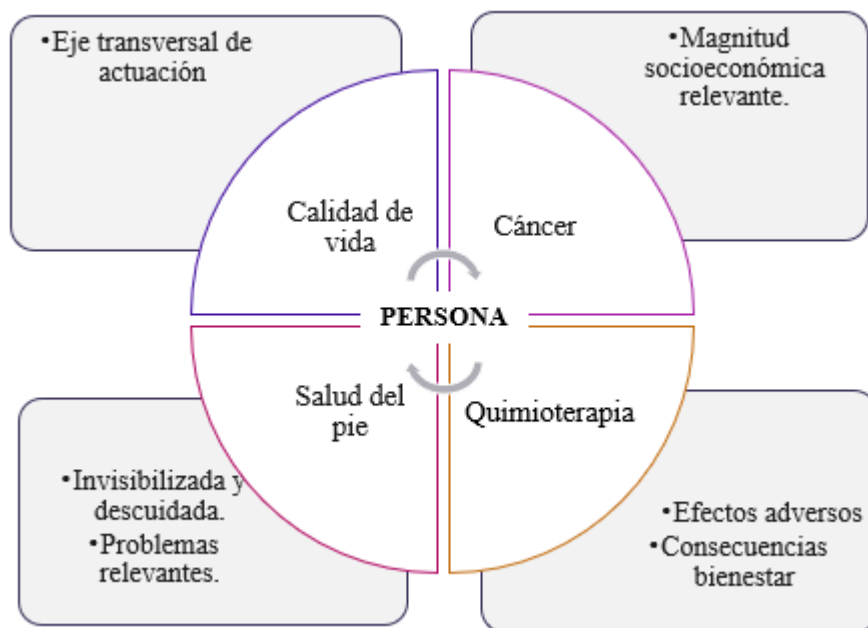 •Eje transversal de
actuación
•Magnitud
socioeconómica
relevante.
Calidad de
vida
Cáncer
PERSONA
Salud del
pie
Quimioterapia
•Invisibilizada y
descuidada.
•Problemas
relevantes.
•Efectos adversos
•Consecuencias
bienestar